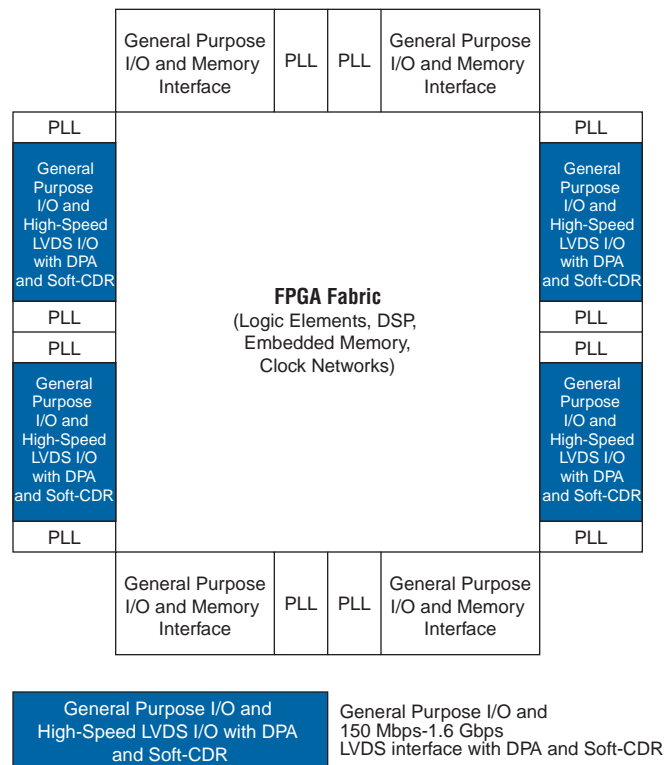 General Purpose
I/O and Memory
Interface
PLL
PLL
General Purpose
I/O and Memory
Interface
PLL
General
Purpose
I/O and
High-Speed
LVDS I/O
with DPA
and Soft-CDR
PLL
PLL
General
Purpose
I/O and
High-Speed
LVDS I/O
with DPA
and Soft-CDR
PLL
FPGA Fabric
(Logic Elements, DSP,
Embedded Memory,
Clock Networks)
PLL
General
Purpose
I/O and
High-Speed
LVDS I/O
with DPA
and Soft-CDR
PLL
PLL
General
Purpose
I/O and
High-Speed
LVDS I/O
with DPA
and Soft-CDR
PLL
General Purpose
I/O and Memory
Interface
PLL
PLL
General Purpose
I/O and Memory
Interface
General Purpose I/O and
High-Speed LVDS I/O with DPA
and Soft-CDR
General Purpose I/O and
150 Mbps-1.6 Gbps
LVDS interface with DPA and Soft-CDR